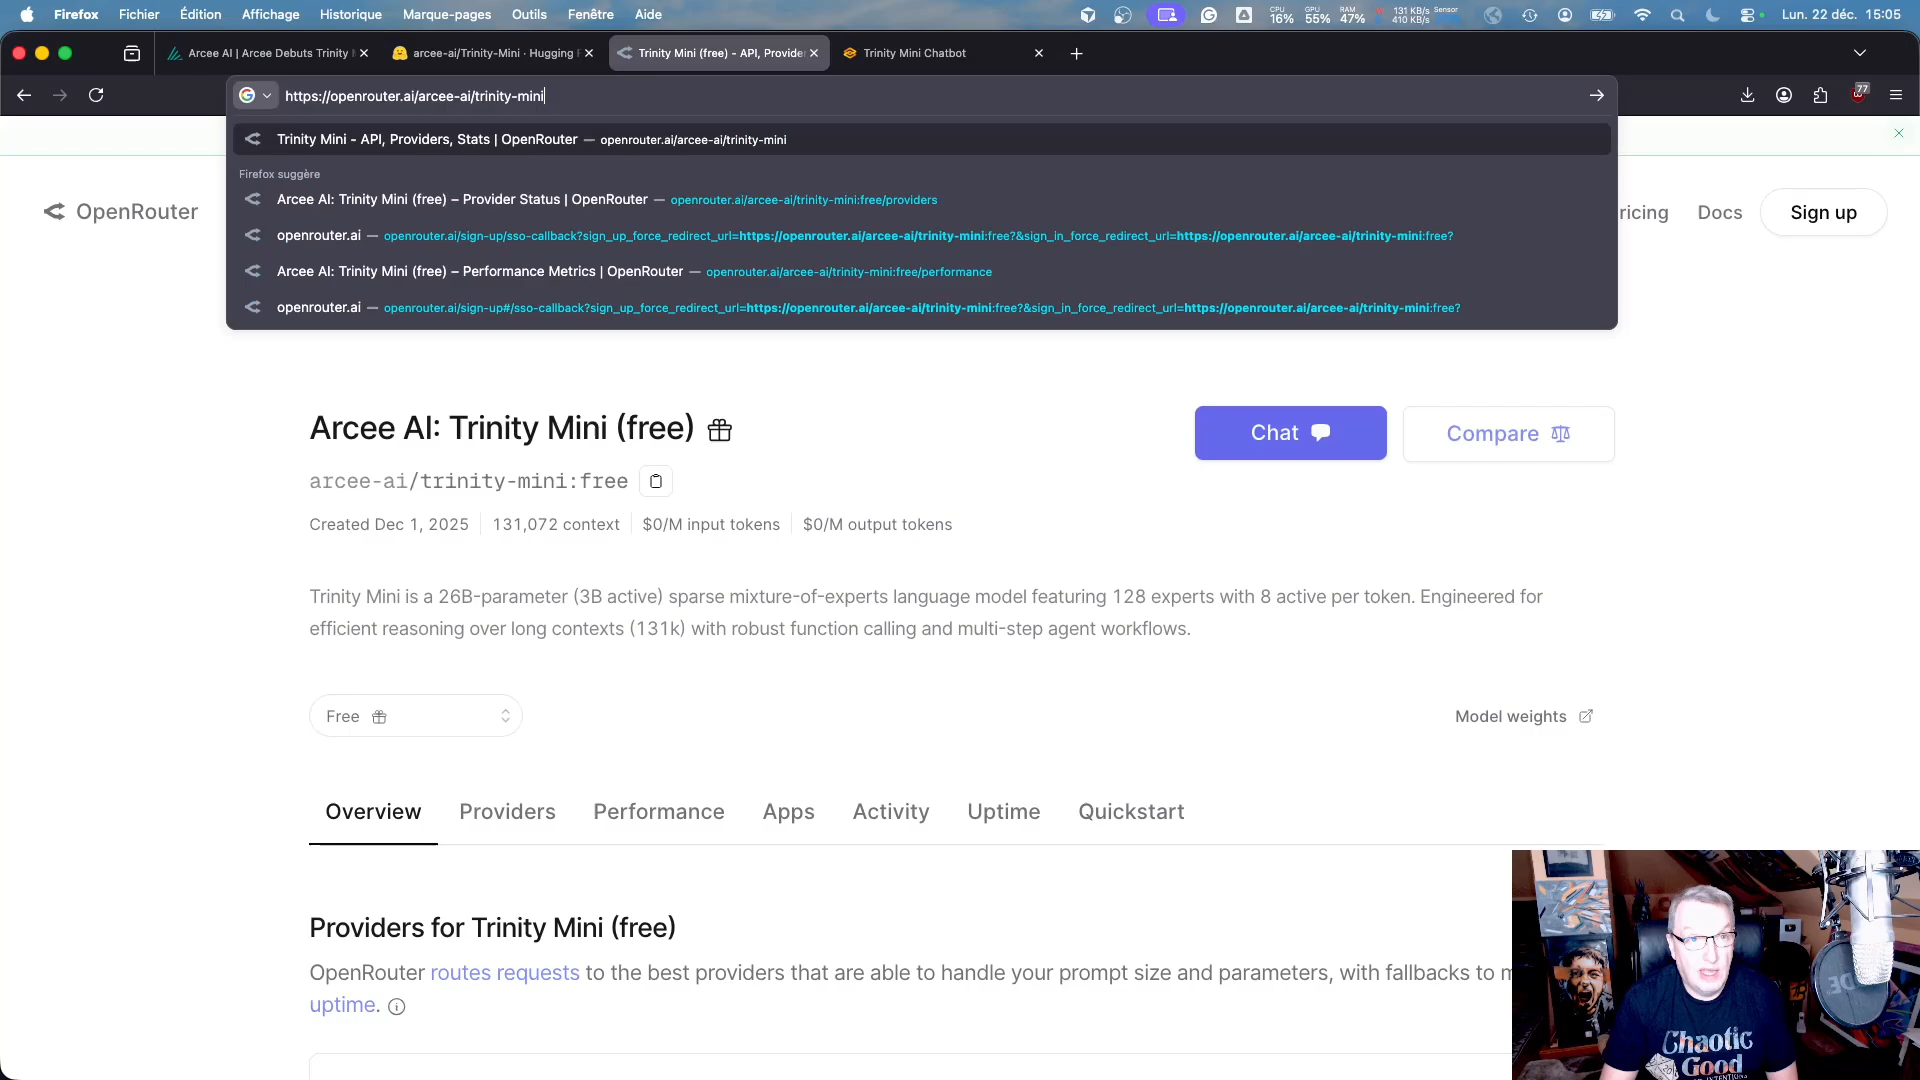 Firefox Fichier Édition Affichage Historique Marque-pages Outils Fenêtre Aide
CPU 16% GPU 55% RAM 47% 131 KB/s 410 KB/s Sensor
Lun. 22 déc. 15:05
Arcee AI | Arcee Debuts Trinity
arcee-ai/Trinity-Mini · Hugging F
Trinity Mini (free) - API, Provide
Trinity Mini Chatbot
https://openrouter.ai/arcee-ai/trinity-mini
77
Trinity Mini - API, Providers, Stats | OpenRouter — openrouter.ai/arcee-ai/trinity-mini
Firefox suggère
Arcee AI: Trinity Mini (free) – Provider Status | OpenRouter — openrouter.ai/arcee-ai/trinity-mini:free/providers
openrouter.ai — openrouter.ai/sign-up/sso-callback?sign_up_force_redirect_url=https://openrouter.ai/arcee-ai/trinity-mini:free?&sign_in_force_redirect_url=https://openrouter.ai/arcee-ai/trinity-mini:free?
Arcee AI: Trinity Mini (free) – Performance Metrics | OpenRouter — openrouter.ai/arcee-ai/trinity-mini:free/performance
openrouter.ai — openrouter.ai/sign-up#/sso-callback?sign_up_force_redirect_url=https://openrouter.ai/arcee-ai/trinity-mini:free?&sign_in_force_redirect_url=https://openrouter.ai/arcee-ai/trinity-mini:free?
OpenRouter
ricing Docs Sign up
Arcee AI: Trinity Mini (free)
Chat
Compare
arcee-ai/trinity-mini:free
Created Dec 1, 2025 131,072 context $0/M input tokens $0/M output tokens
Trinity Mini is a 26B-parameter (3B active) sparse mixture-of-experts language model featuring 128 experts with 8 active per token. Engineered for
efficient reasoning over long contexts (131k) with robust function calling and multi-step agent workflows.
Free
Model weights
Overview Providers Performance Apps Activity Uptime Quickstart
Providers for Trinity Mini (free)
OpenRouter routes requests to the best providers that are able to handle your prompt size and parameters, with fallbacks to m
uptime.
Chaotic
Good